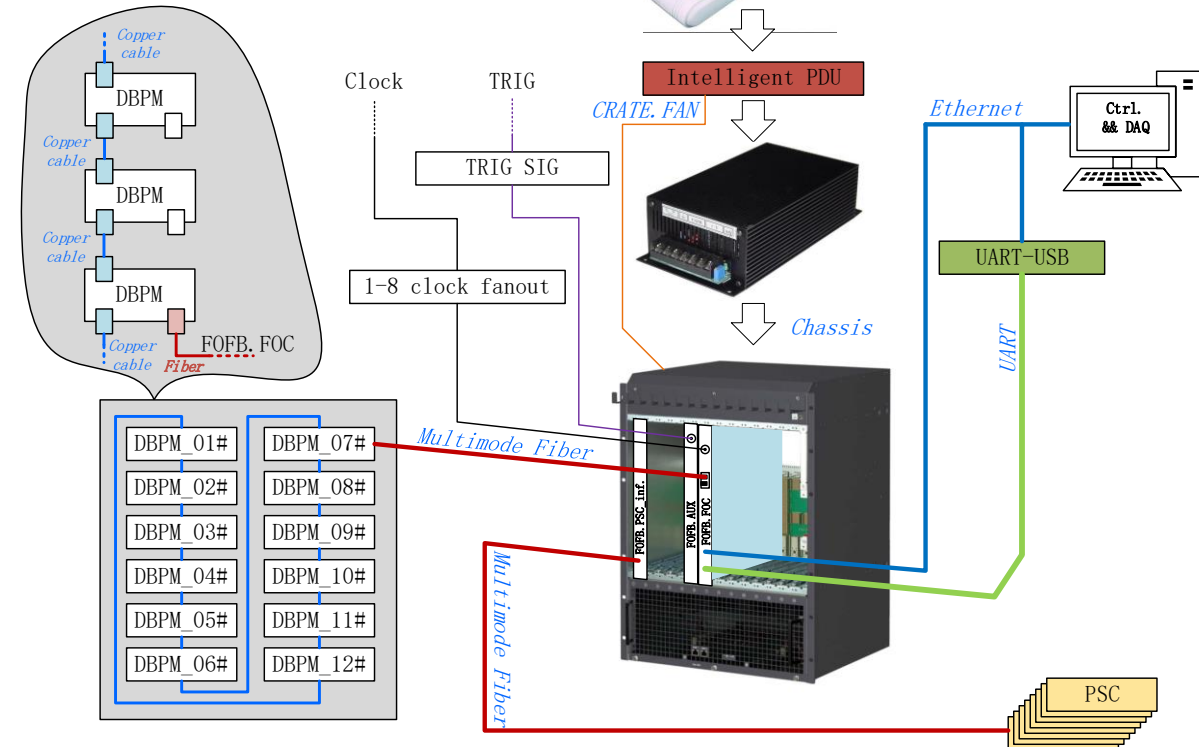 Copper
cable
DBPM
Copper
cable
DBPM
Copper
cable
DBPM
Copper
cable
Fiber
FOFB.FOC
Clock
TRIG
TRIG SIG
1-8 clock fanout
Intelligent PDU
CRATE.FAN
Chassis
Ethernet
Ctrl.
&& DAQ
UART-USB
UART
DBPM_01#
DBPM_02#
DBPM_03#
DBPM_04#
DBPM_05#
DBPM_06#
DBPM_07#
DBPM_08#
DBPM_09#
DBPM_10#
DBPM_11#
DBPM_12#
Multimode Fiber
FOFB.PSC_inf.
FOFB.AUX
FOFB.FOC
Multimode Fiber
PSC